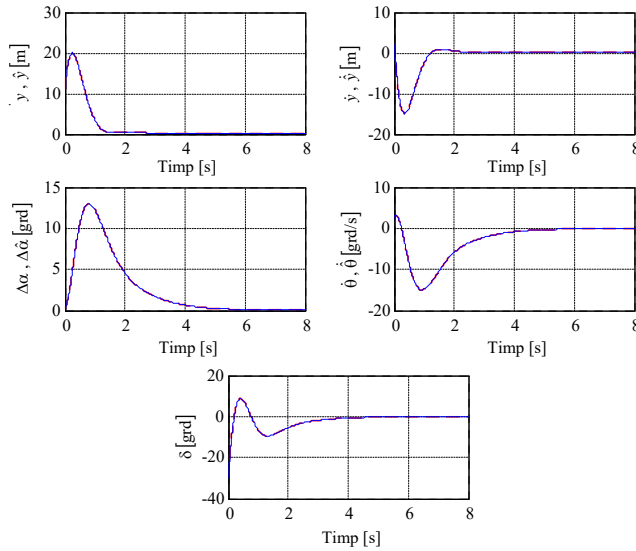 30
20
10
0
y , ŷ [m]
0 2 4 6 8
Timp [s]
10
0
-10
-20
ẏ , ŷ [m]
0 2 4 6 8
Timp [s]
15
10
5
0
Δα , Δα̂ [grd]
0 2 4 6 8
Timp [s]
10
0
-10
-20
θ̇ , θ̇̂ [grd/s]
0 2 4 6 8
Timp [s]
20
0
-20
-40
δ [grd]
0 2 4 6 8
Timp [s]